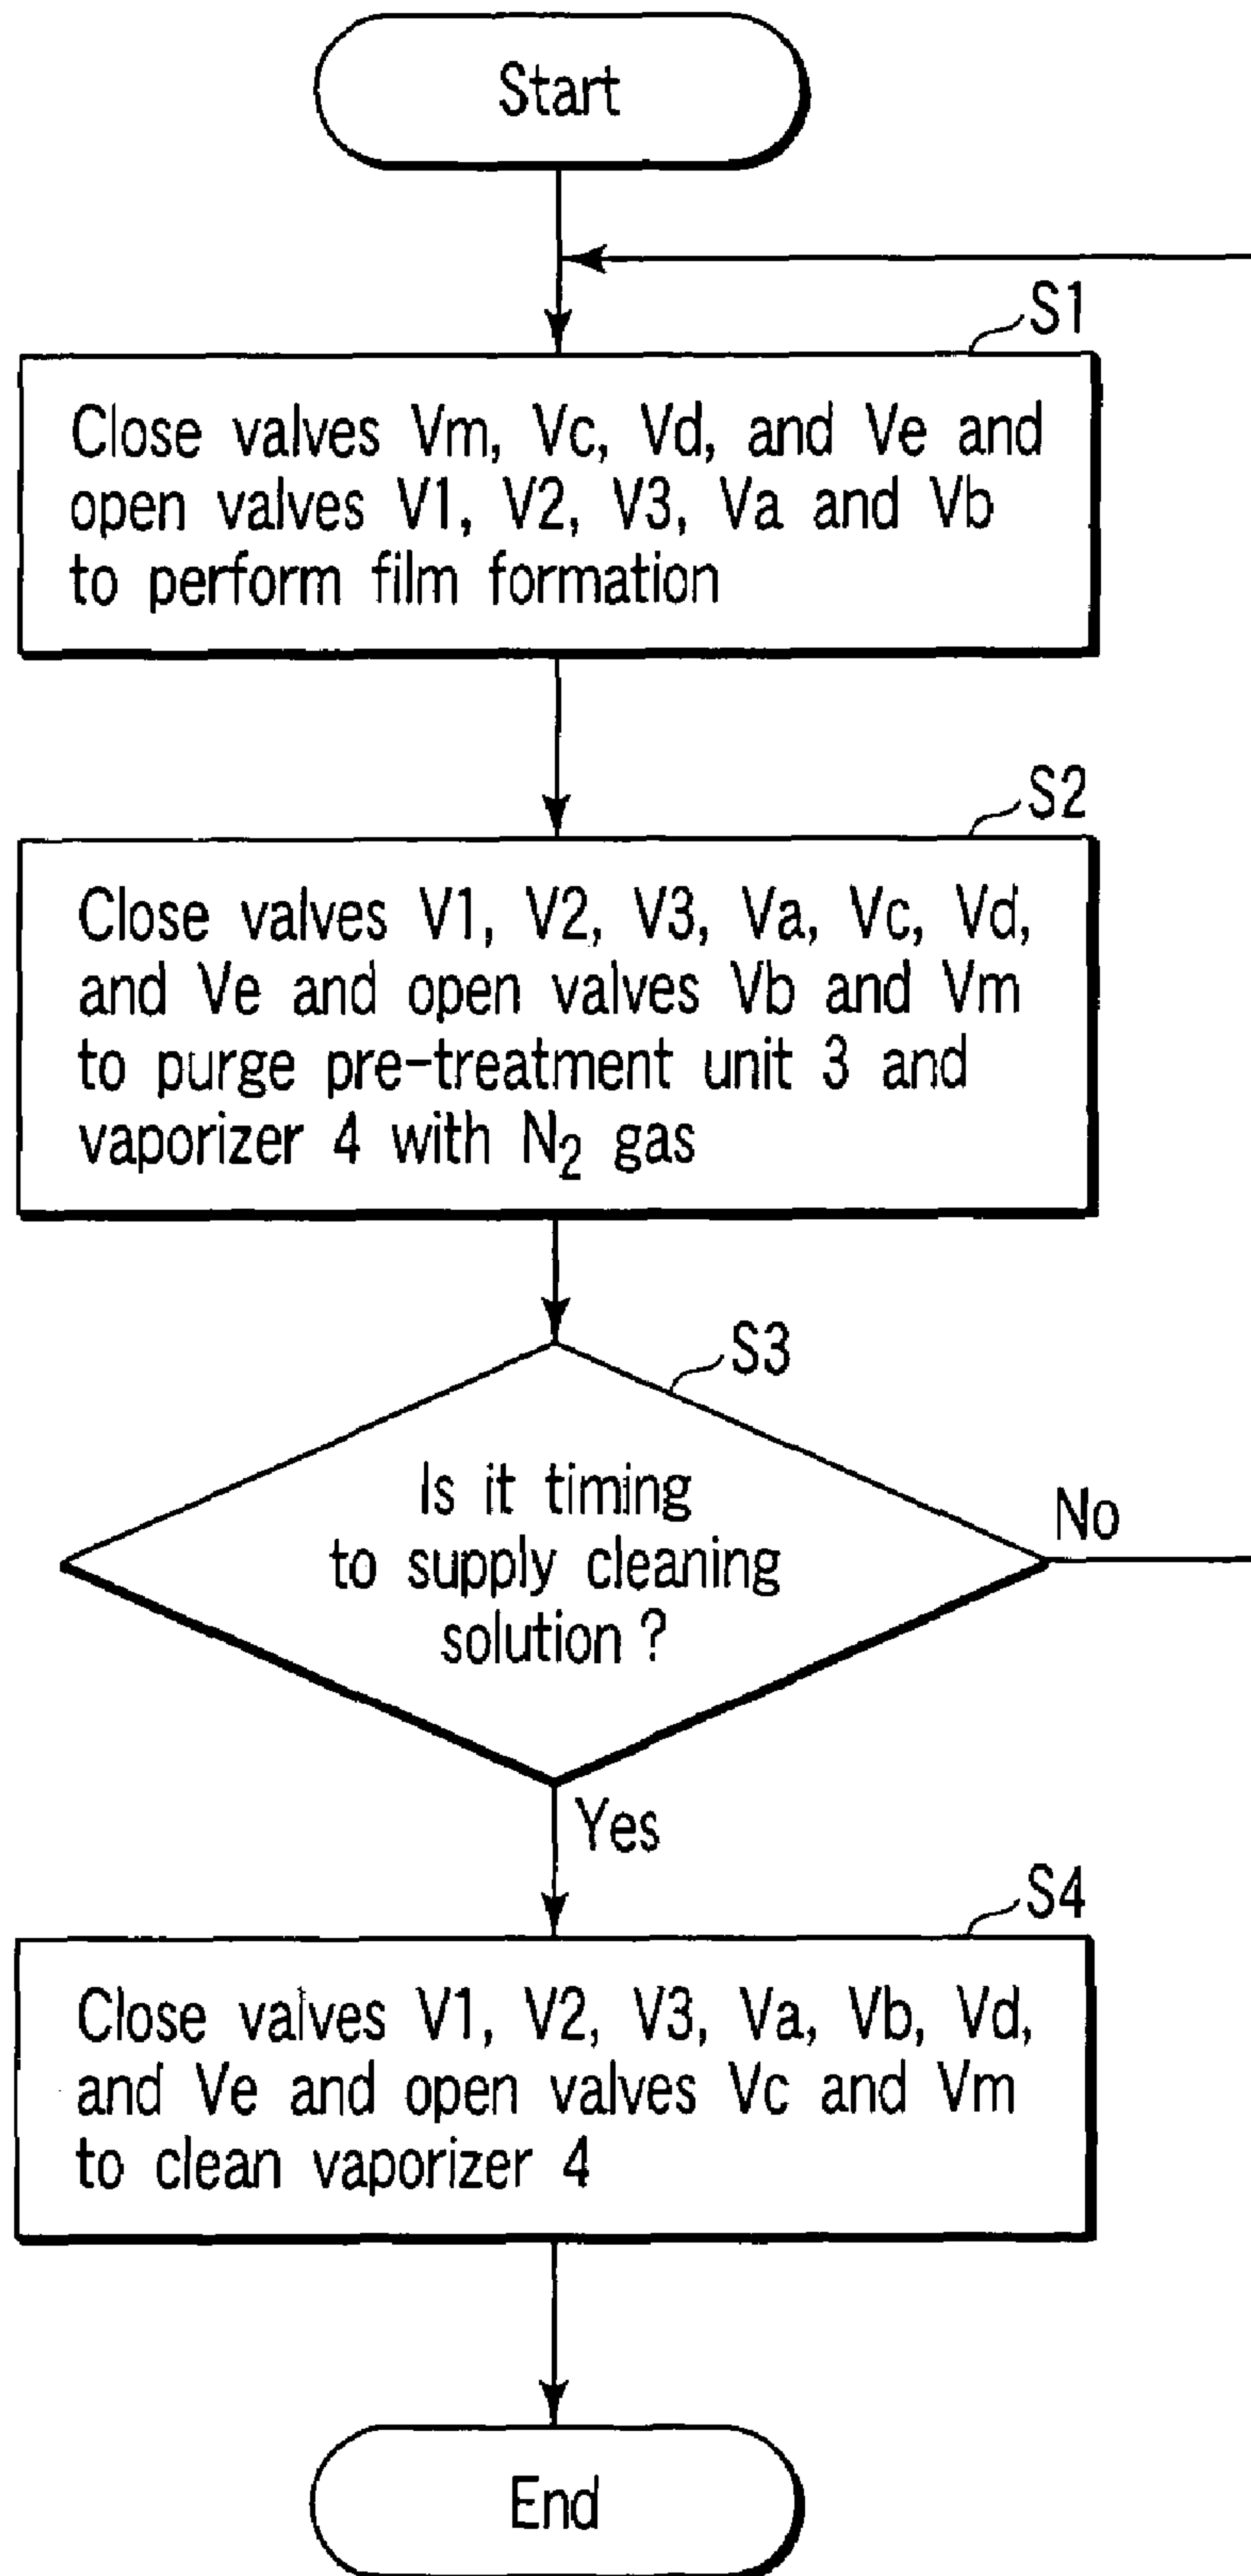 Start
S1
Close valves Vm, Vc, Vd, and Ve and
open valves V1, V2, V3, Va and Vb
to perform film formation
S2
Close valves V1, V2, V3, Va, Vc, Vd,
and Ve and open valves Vb and Vm
to purge pre-treatment unit 3 and
vaporizer 4 with N₂ gas
S3
Is it timing
to supply cleaning
solution ?
No
Yes
S4
Close valves V1, V2, V3, Va, Vb, Vd,
and Ve and open valves Vc and Vm
to clean vaporizer 4
End